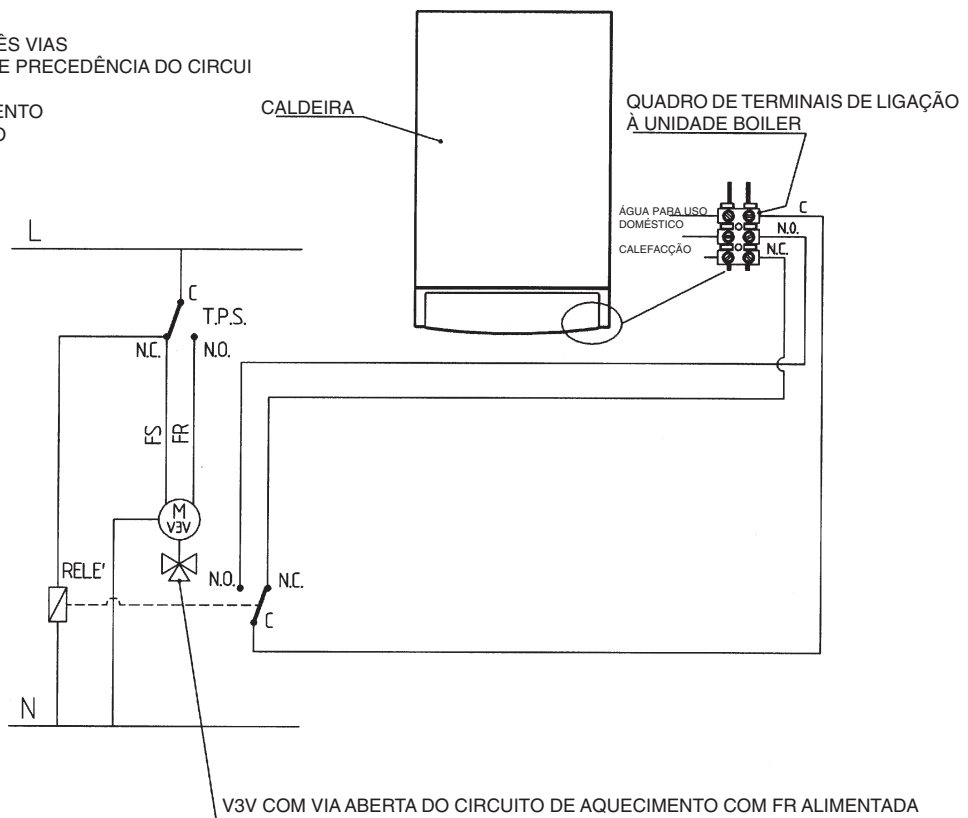 ÊS VIAS
E PRECEDÊNCIA DO CIRCUI
ENTO
O
CALDEIRA
QUADRO DE TERMINAIS DE LIGAÇÃO
À UNIDADE BOILER
ÁGUA PARA USO
DOMÉSTICO
CALEFACÇÃO
C
N.O.
N.C.
L
C
T.P.S.
N.C.
N.O.
FS
FR
M
V3V
RELE'
N.O.
N.C.
C
N
V3V COM VIA ABERTA DO CIRCUITO DE AQUECIMENTO COM FR ALIMENTADA